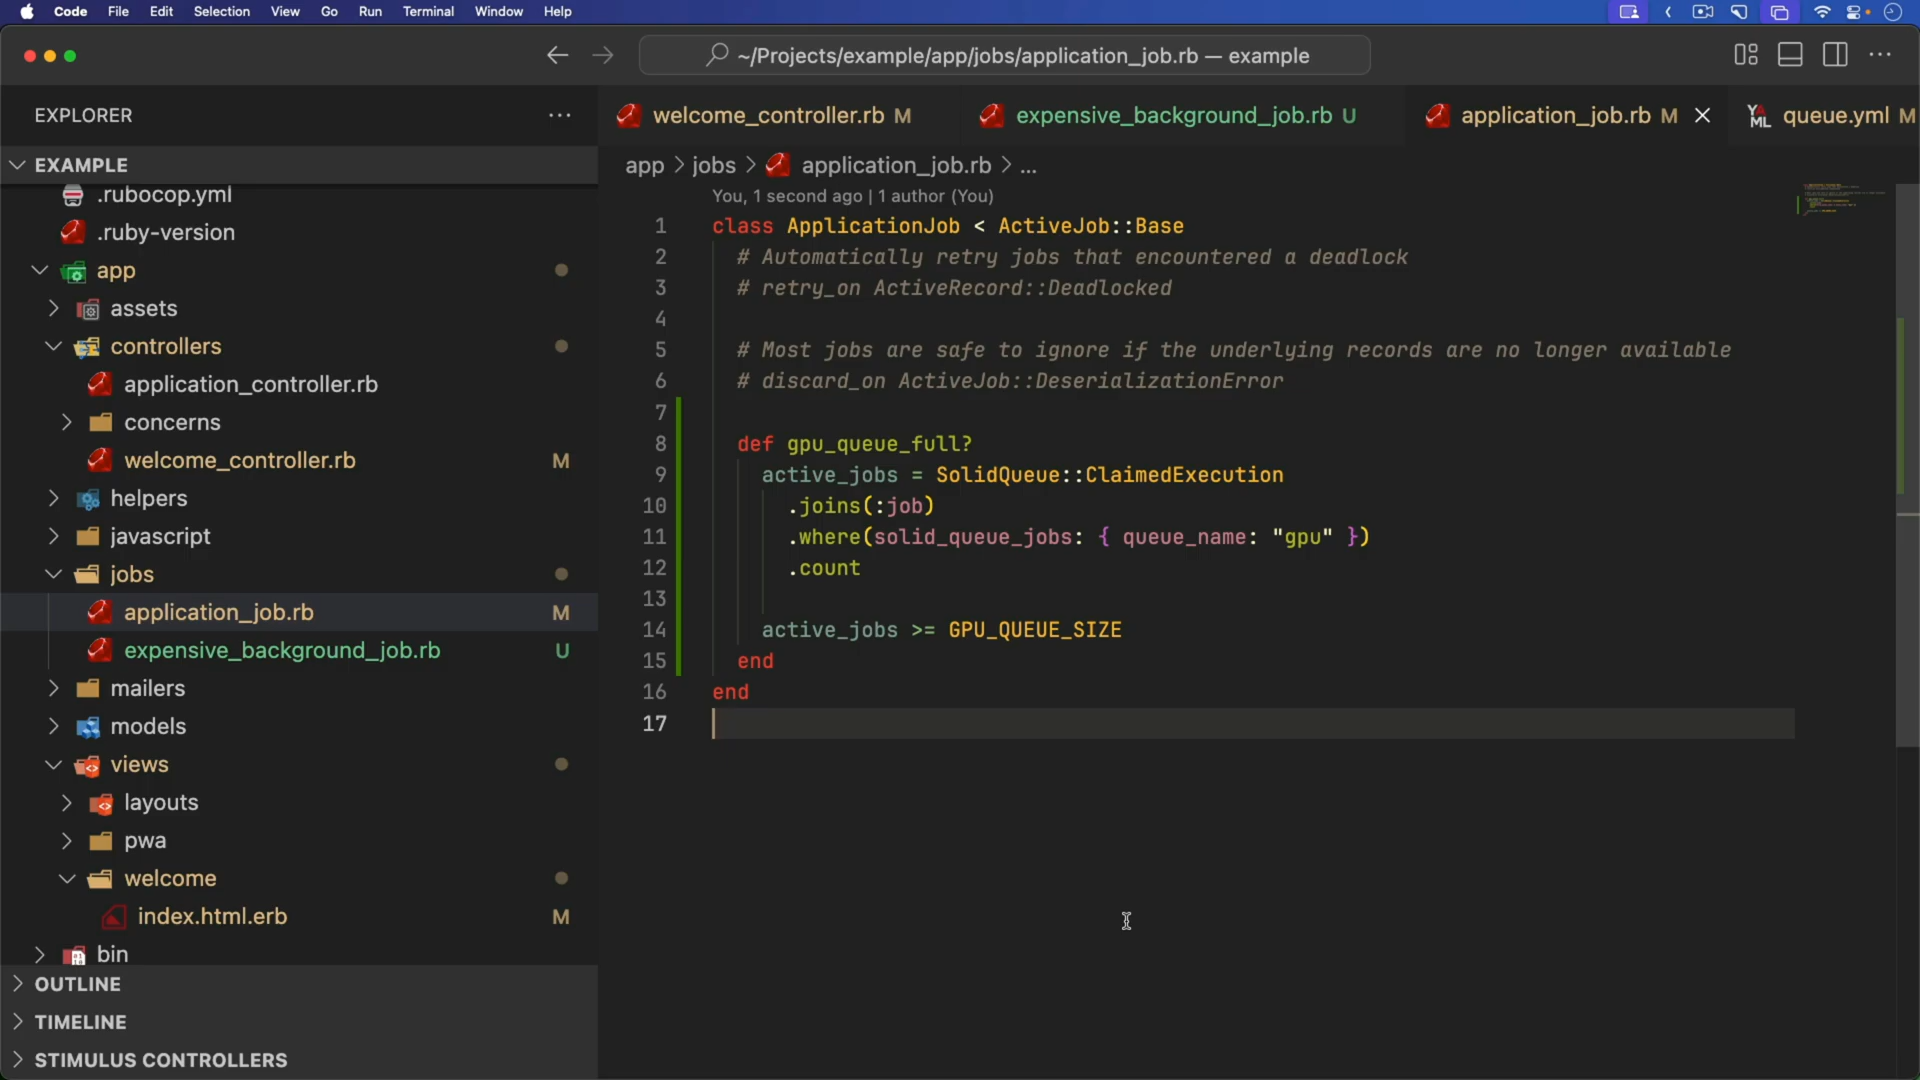 Code File Edit Selection View Go Run Terminal Window Help
~/Projects/example/app/jobs/application_job.rb — example
EXPLORER
EXAMPLE
.rubocop.yml
.ruby-version
app
assets
controllers
application_controller.rb
concerns
welcome_controller.rb M
helpers
javascript
jobs
application_job.rb M
expensive_background_job.rb U
mailers
models
views
layouts
pwa
welcome
index.html.erb M
bin
OUTLINE
TIMELINE
STIMULUS CONTROLLERS
welcome_controller.rb M expensive_background_job.rb U application_job.rb M YAML queue.yml M
app > jobs > application_job.rb > ...
You, 1 second ago | 1 author (You)
1 class ApplicationJob < ActiveJob::Base
2 # Automatically retry jobs that encountered a deadlock
3 # retry_on ActiveRecord::Deadlocked
4
5 # Most jobs are safe to ignore if the underlying records are no longer available
6 # discard_on ActiveJob::DeserializationError
7
8 def gpu_queue_full?
9 active_jobs = SolidQueue::ClaimedExecution
10 .joins(:job)
11 .where(solid_queue_jobs: { queue_name: "gpu" })
12 .count
13
14 active_jobs >= GPU_QUEUE_SIZE
15 end
16 end
17